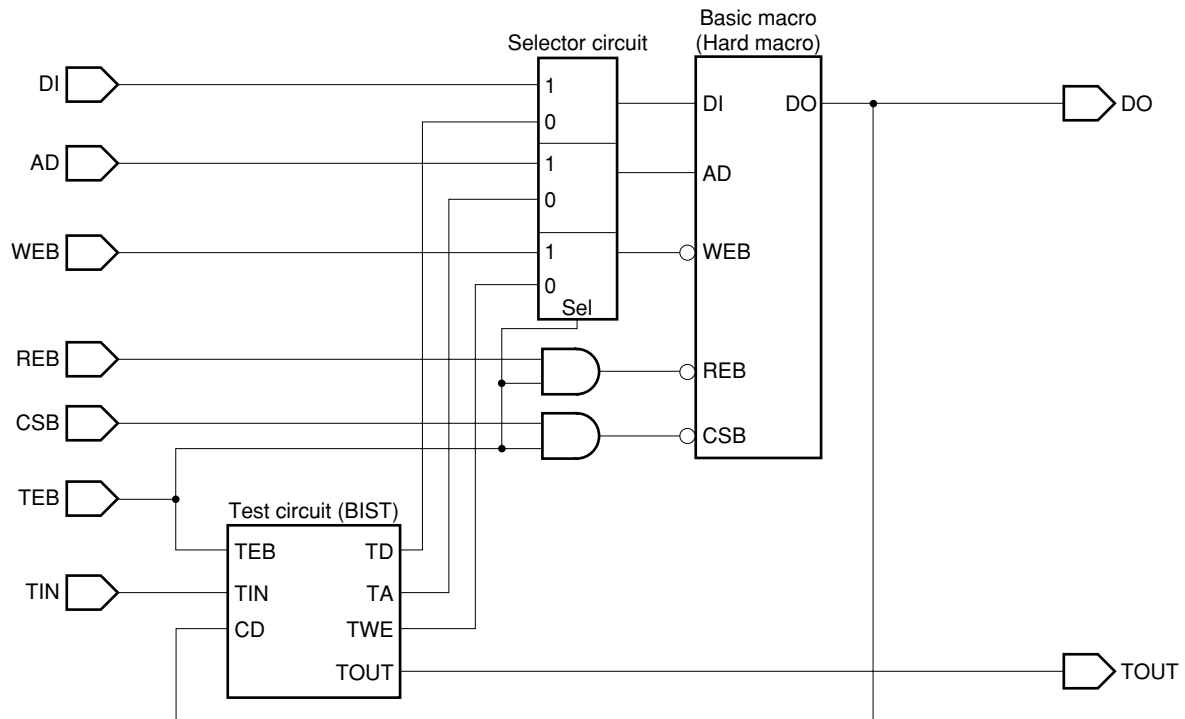 Basic macro
(Hard macro)
Selector circuit
DI
1
DI
DO
DO
0
AD
1
AD
0
WEB
1
WEB
0
Sel
REB
REB
CSB
CSB
TEB
Test circuit (BIST)
TEB
TD
TIN
TIN
TA
CD
TWE
TOUT
TOUT